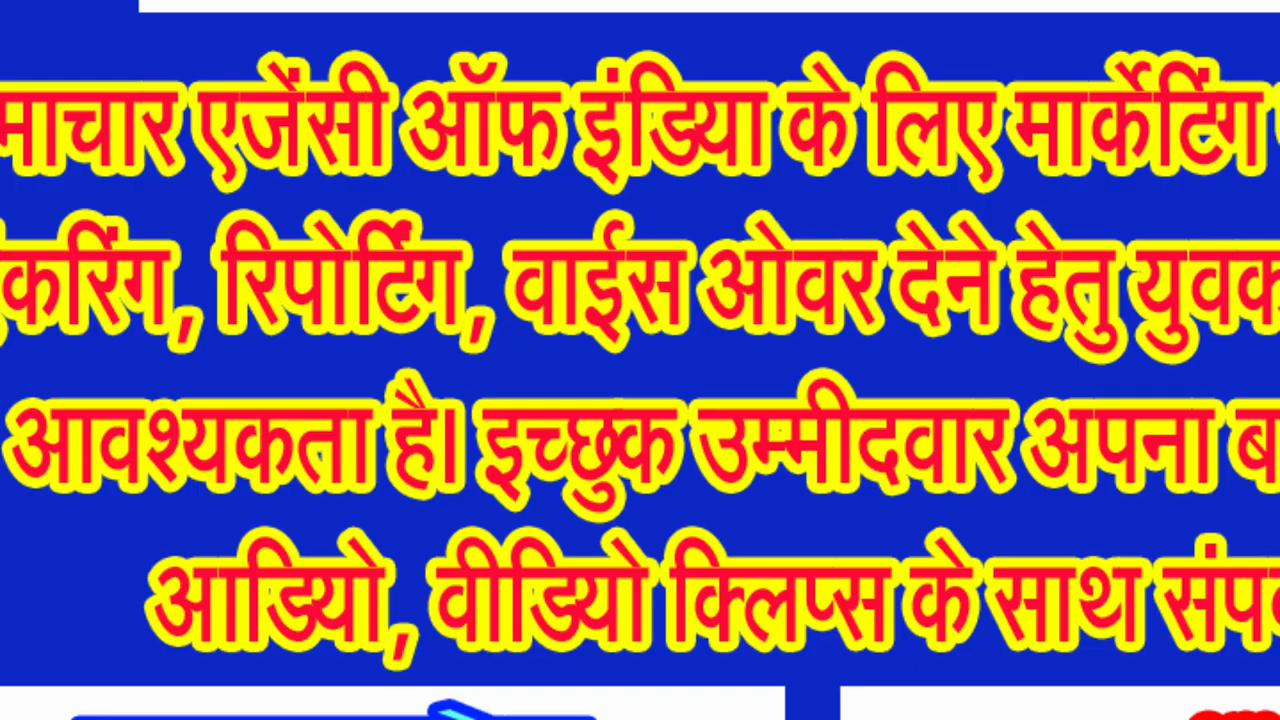 माचार एजेंसी ऑफ इंडिया के लिए मार्केटिंग
करिंग, रिपोर्टिंग, वाईस ओवर देने हेतु युवक
आवश्यकता है। इच्छुक उम्मीदवार अपना
आडियो, वीडियो क्लिप्स के साथ